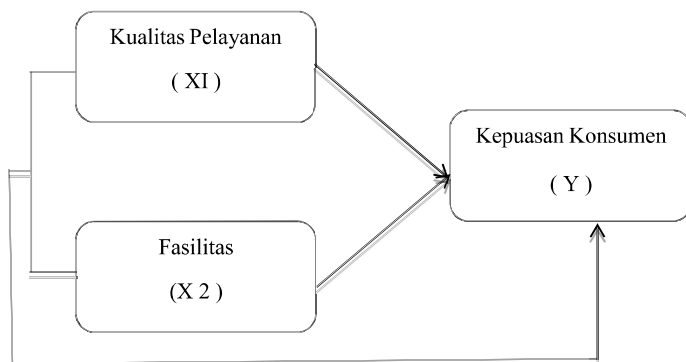 Kualitas Pelayanan
( XI )
Kepuasan Konsumen
( Y )
Fasilitas
(X 2 )